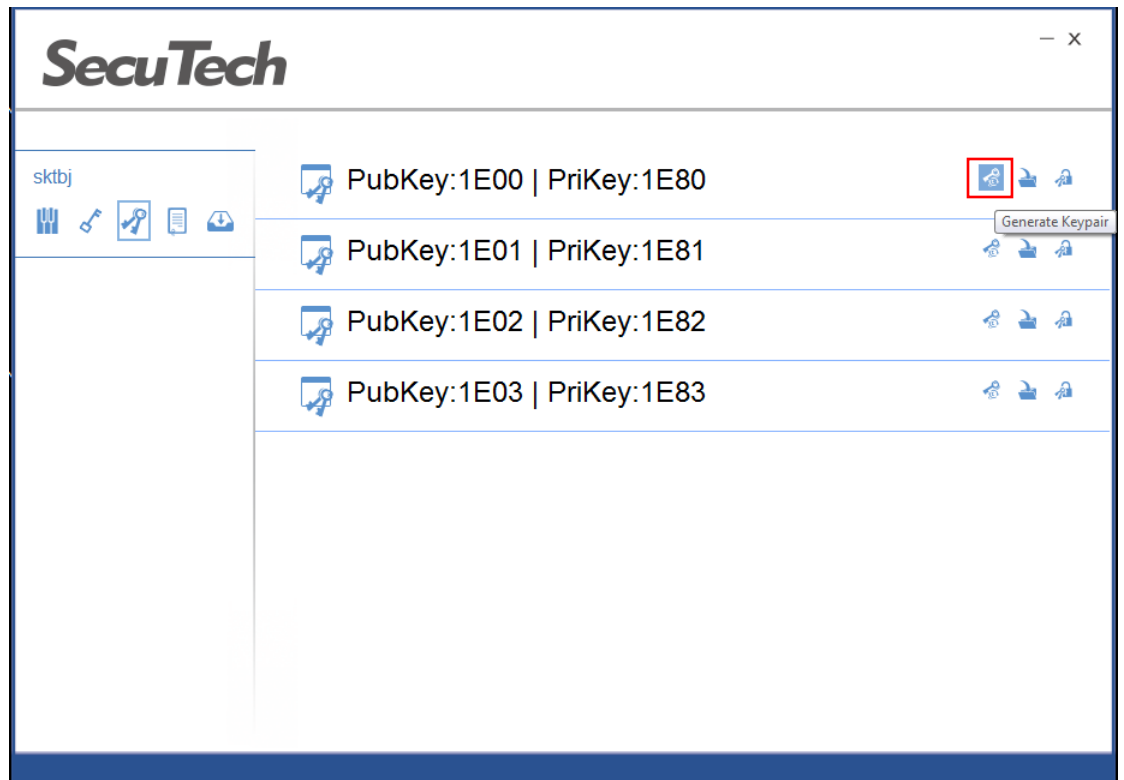 SecuTech
sktbj
PubKey:1E00 | PriKey:1E80
Generate Keypair
PubKey:1E01 | PriKey:1E81
PubKey:1E02 | PriKey:1E82
PubKey:1E03 | PriKey:1E83